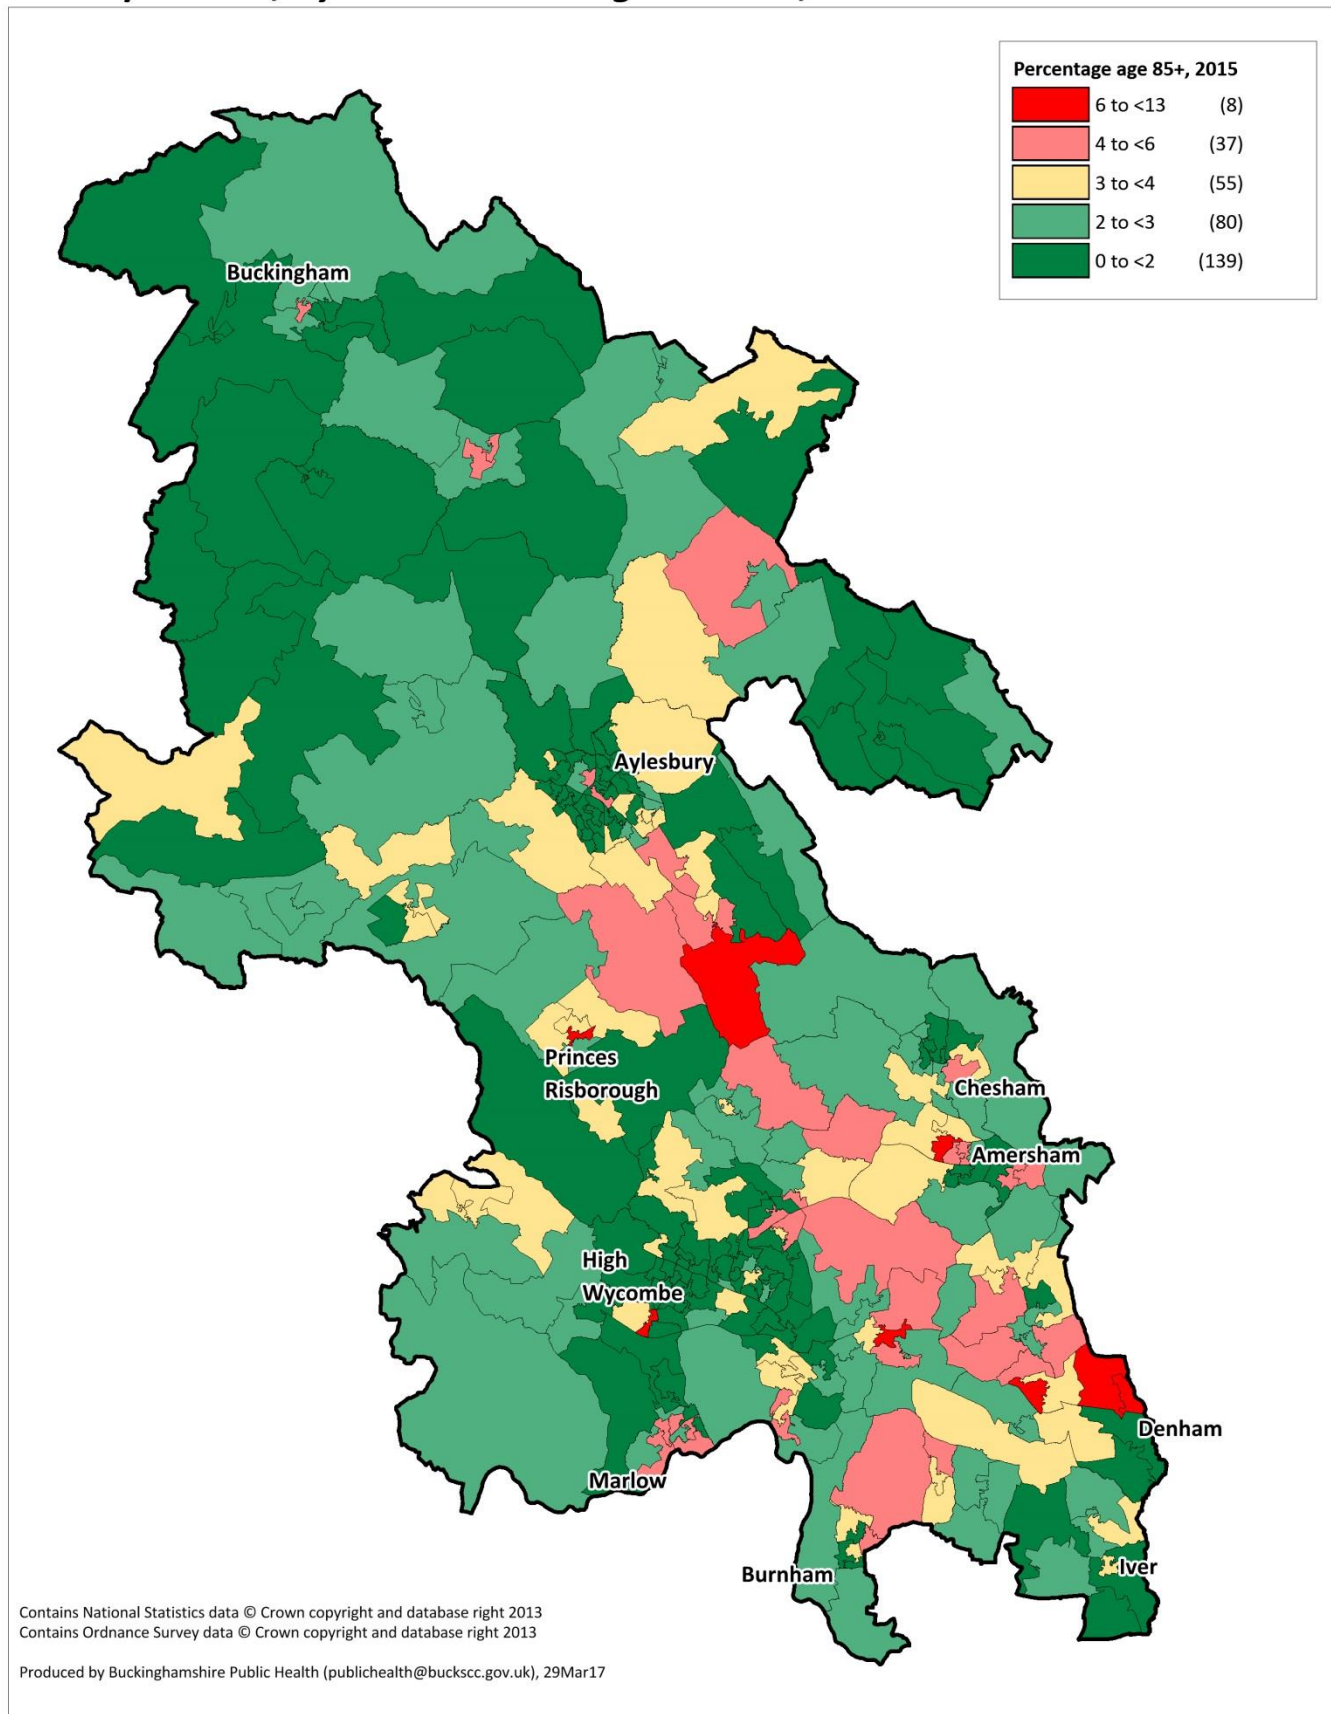 Percentage age 85+, 2015
6 to <13 (8)
4 to <6 (37)
3 to <4 (55)
2 to <3 (80)
0 to <2 (139)
Buckingham
Aylesbury
Princes
Risborough
Chesham
Amersham
High
Wycombe
Denham
Marlow
Burnham
Iver
Contains National Statistics data © Crown copyright and database right 2013
Contains Ordnance Survey data © Crown copyright and database right 2013
Produced by Buckinghamshire Public Health (publichealth@buckscc.gov.uk), 29Mar17